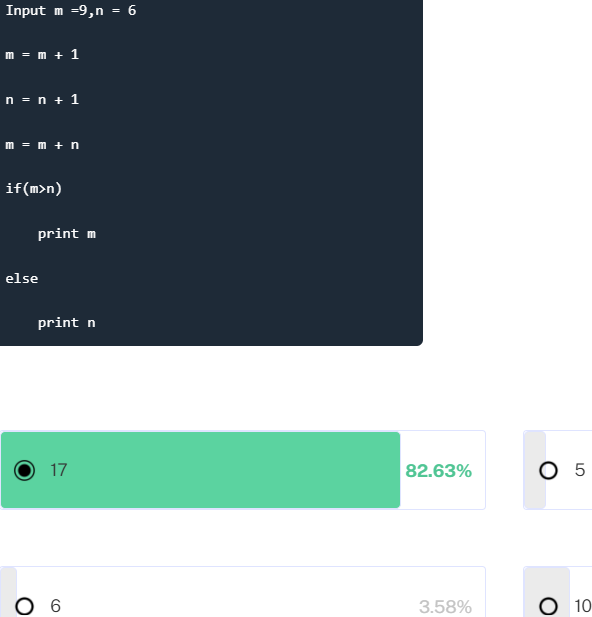 Input m =9,n = 6
m = m + 1
n = n + 1
m = m + n
if(m>n)
    print m
else
    print n
17 82.63% 5
6 3.58% 10